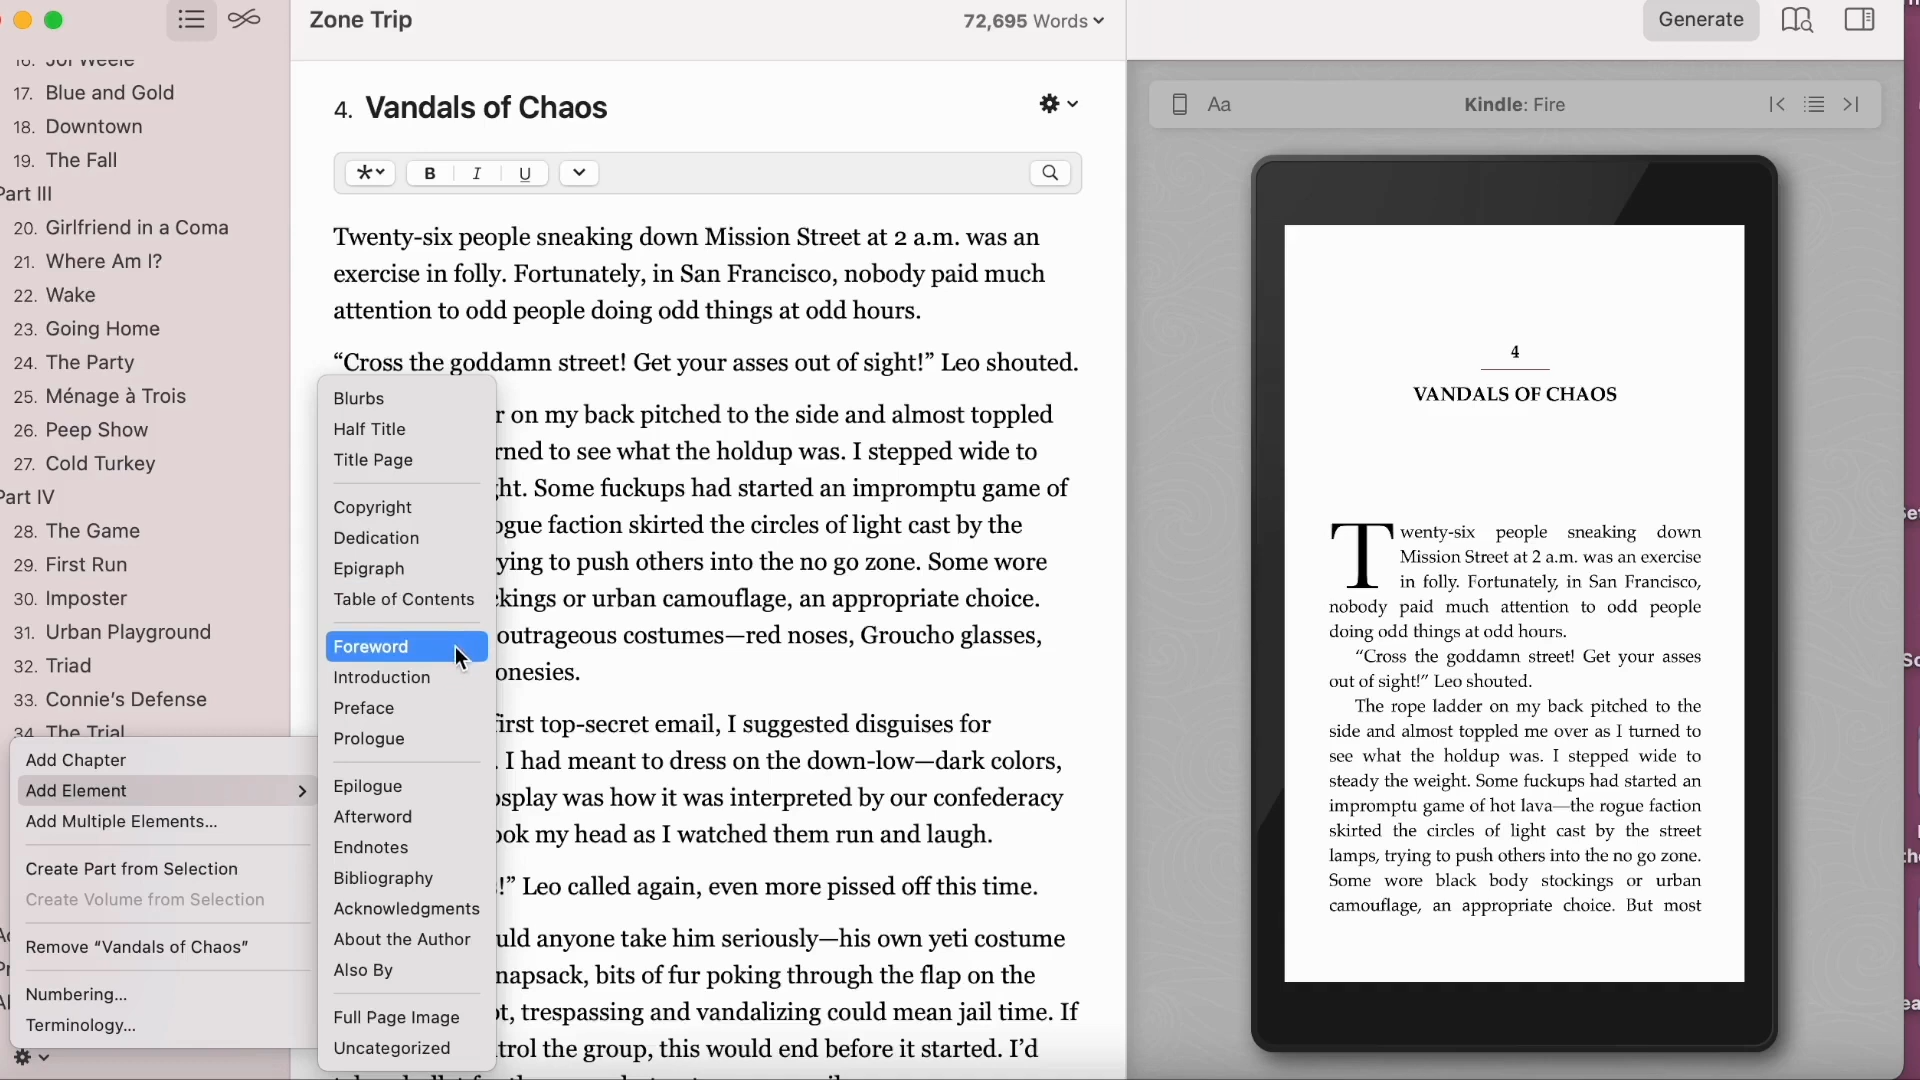 Zone Trip
72,695 Words
Generate
17. Blue and Gold
18. Downtown
19. The Fall
Part III
20. Girlfriend in a Coma
21. Where Am I?
22. Wake
23. Going Home
24. The Party
25. Ménage à Trois
26. Peep Show
27. Cold Turkey
Part IV
28. The Game
29. First Run
30. Imposter
31. Urban Playground
32. Triad
33. Connie's Defense
34. The Trial
Add Chapter
Add Element
Add Multiple Elements...
Create Part from Selection
Create Volume from Selection
Remove “Vandals of Chaos”
Numbering...
Terminology...
Blurbs
Half Title
Title Page
Copyright
Dedication
Epigraph
Table of Contents
Foreword
Introduction
Preface
Prologue
Epilogue
Afterword
Endnotes
Bibliography
Acknowledgments
About the Author
Also By
Full Page Image
Uncategorized
4. Vandals of Chaos
B I U
Twenty-six people sneaking down Mission Street at 2 a.m. was an
exercise in folly. Fortunately, in San Francisco, nobody paid much
attention to odd people doing odd things at odd hours.
“Cross the goddamn street! Get your asses out of sight!” Leo shouted.
r on my back pitched to the side and almost toppled
rned to see what the holdup was. I stepped wide to
ht. Some fuckups had started an impromptu game of
ogue faction skirted the circles of light cast by the
ying to push others into the no go zone. Some wore
kings or urban camouflage, an appropriate choice.
outrageous costumes—red noses, Groucho glasses,
onesies.
first top-secret email, I suggested disguises for
. I had meant to dress on the down-low—dark colors,
osplay was how it was interpreted by our confederacy
ook my head as I watched them run and laugh.
!” Leo called again, even more pissed off this time.
uld anyone take him seriously—his own yeti costume
napsack, bits of fur poking through the flap on the
ot, trespassing and vandalizing could mean jail time. If
trol the group, this would end before it started. I’d
Aa
Kindle: Fire
4
VANDALS OF CHAOS
Twenty-six people sneaking down
Mission Street at 2 a.m. was an exercise
in folly. Fortunately, in San Francisco,
nobody paid much attention to odd people
doing odd things at odd hours.
“Cross the goddamn street! Get your asses
out of sight!” Leo shouted.
The rope ladder on my back pitched to the
side and almost toppled me over as I turned to
see what the holdup was. I stepped wide to
steady the weight. Some fuckups had started an
impromptu game of hot lava—the rogue faction
skirted the circles of light cast by the street
lamps, trying to push others into the no go zone.
Some wore black body stockings or urban
camouflage, an appropriate choice. But most